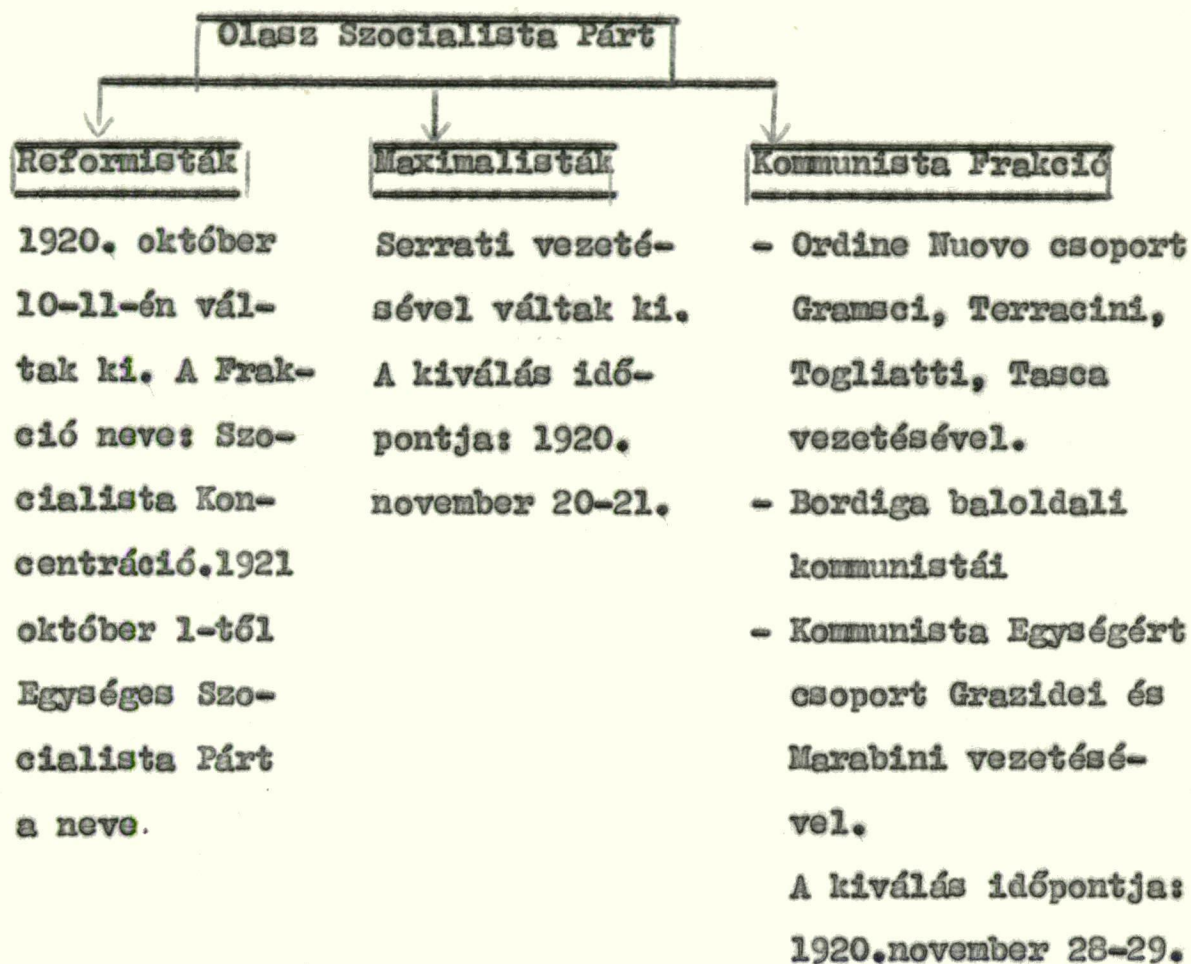 Olasz Szocialista Párt
Reformisták
1920. október
10-11-én vál-
tak ki. A Frak-
ció neve: Szo-
cialista Kon-
centráció.1921
október 1-től
Egységes Szo-
cialista Párt
a neve.
Maximalisták
Serrati vezeté-
sével váltak ki.
A kiválás idő-
pontja: 1920.
november 20-21.
Kommunista Frakció
- Ordine Nuovo csoport
Gramsci, Terracini,
Togliatti, Tasca
vezetésével.
- Bordiga baloldali
kommunistái
- Kommunista Egységért
csoport Grazidei és
Marabini vezetésé-
vel.
A kiválás időpontja:
1920.november 28-29.